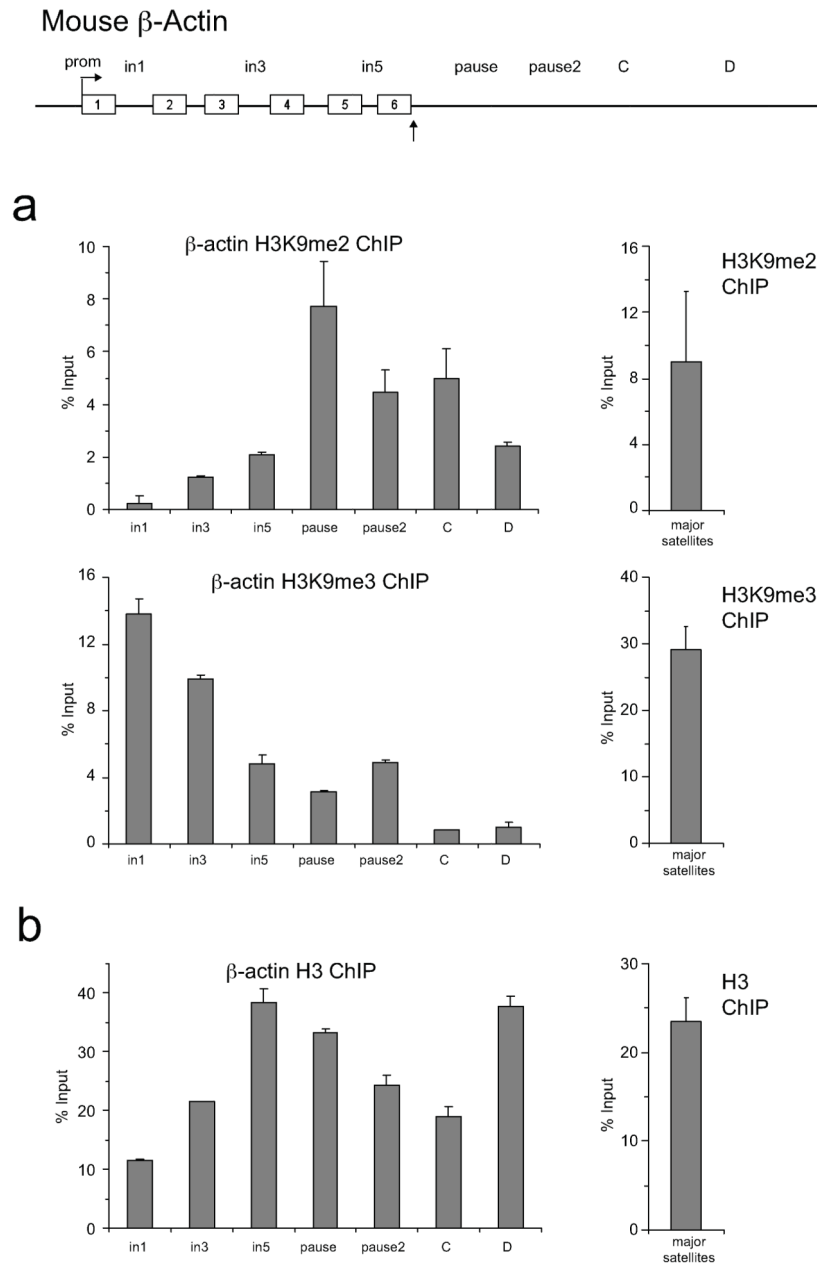 Mouse β-Actin
prom in1 in3 in5 pause pause2 C D
1 2 3 4 5 6
a
β-actin H3K9me2 ChIP
% Input
10
8
6
4
2
0
in1 in3 in5 pause pause2 C D
H3K9me2
ChIP
% Input
16
12
8
4
0
major
satellites
β-actin H3K9me3 ChIP
% Input
16
12
8
4
0
in1 in3 in5 pause pause2 C D
H3K9me3
ChIP
% Input
40
30
20
10
0
major
satellites
b
β-actin H3 ChIP
% Input
40
30
20
10
0
in1 in3 in5 pause pause2 C D
H3
ChIP
% Input
30
20
10
0
major
satellites